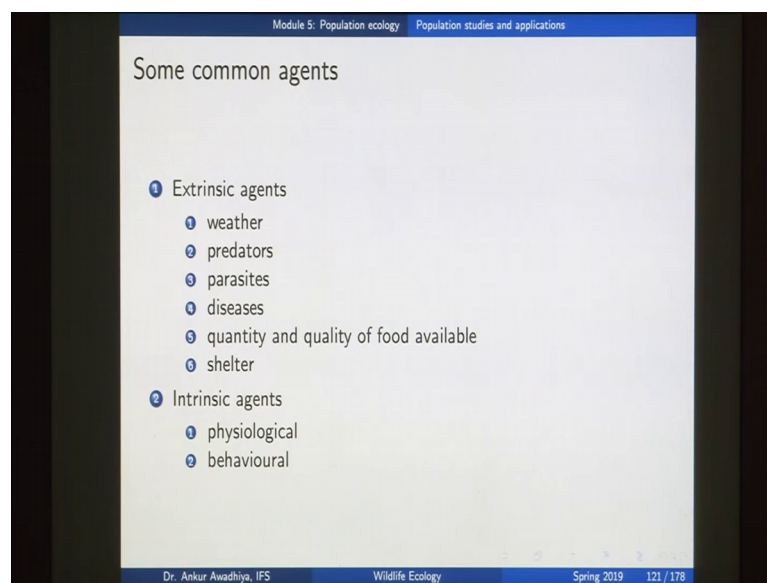 Module 5: Population ecology Population studies and applications
Some common agents
1 Extrinsic agents
1 weather
2 predators
3 parasites
4 diseases
5 quantity and quality of food available
6 shelter
2 Intrinsic agents
1 physiological
2 behavioural
Dr. Ankur Awadhiya, IFS Wildlife Ecology Spring 2019 121 / 178